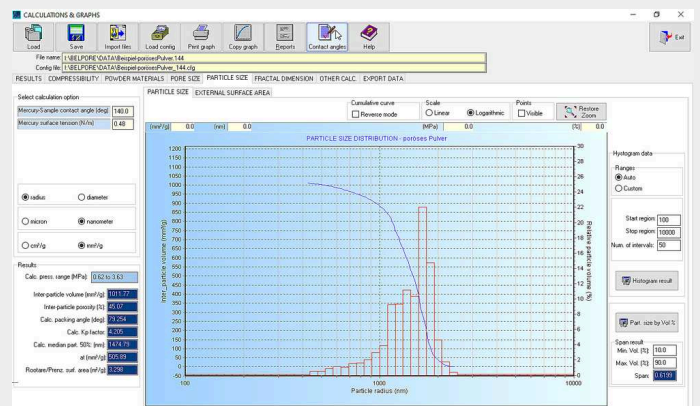 CALCULATIONS & GRAPHS
Load Save Import files Load config Print graph Copy graph Reports Contact angles Help Exit
File name I:\BELPORE\DATA\Beispiel-porösesPulver.144
Config file I:\BELPORE\DATA\Beispiel-porösesPulver_144.cfg
RESULTS COMPRESSIBILITY POWDER MATERIALS PORE SIZE PARTICLE SIZE FRACTAL DIMENSION OTHER CALC. EXPORT DATA
PARTICLE SIZE EXTERNAL SURFACE AREA
Select calculation option
Mercury-Sample contact angle (deg) 140.0
Mercury surface tension (N/m) 0.48
radius diameter
micron nanometer
cm³/g mm³/g
Results
Calc. press. range (MPa): 0.62 to 3.63
Inter-particle volume (mm³/g): 1011.77
Inter-particle porosity (%): 45.07
Calc. packing angle (deg): 79.254
Calc. Kp factor: 4.205
Calc. median part. 50%: (nm): 1474.79
at (mm³/g): 505.89
Rootare/Prenz. surf. area (m²/g): 3.298
Cumulative curve
Reverse mode
Scale
Linear Logarithmic
Points
Visible
Restore Zoom
(mm³/g) 0.0 (nm) 0.0 (MPa) 0.0 (%) 0.0
PARTICLE SIZE DISTRIBUTION - poröses Pulver
Inter_particle volume (mm³/g)
1200
1150
1100
1050
1000
950
900
850
800
750
700
650
600
550
500
450
400
350
300
250
200
150
100
50
0
-50
100 1000 10000
Particle radius (nm)
30
28
26
24
22
20
18
16
14
12
10
8
6
4
2
0
Relative particle volume (%)
Hystogram data
Ranges
Auto
Custom
Start region: 100
Stop region: 10000
Num. of intervals: 50
Histogram result
Part. size by Vol %
Span result
Min. Vol. (%): 10.0
Max. Vol. (%): 90.0
Span: 0.6199